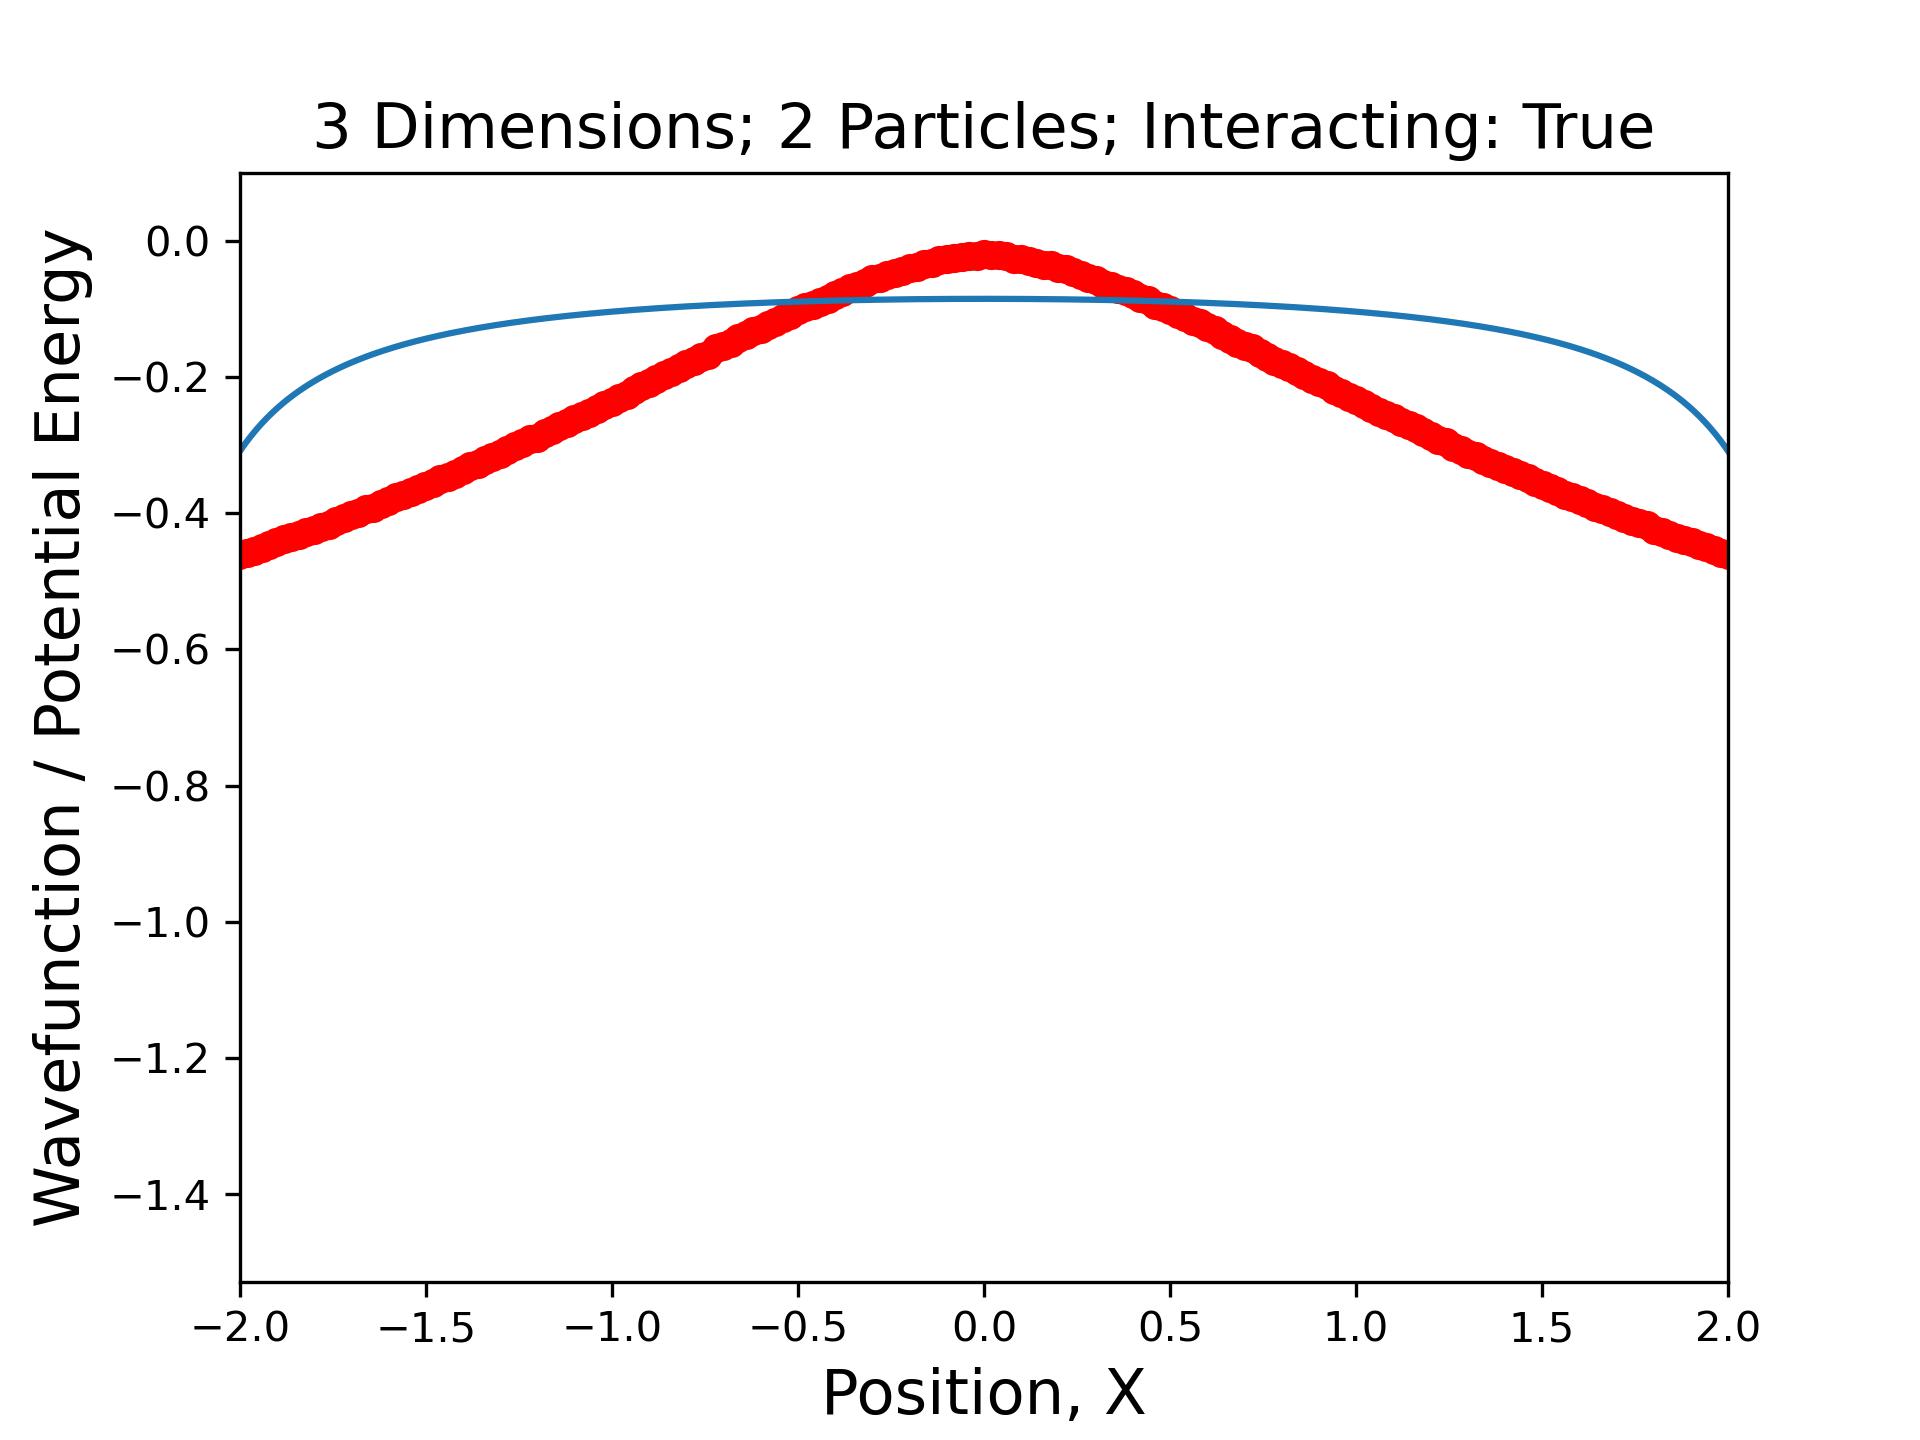 3 Dimensions; 2 Particles; Interacting: True
Wavefunction / Potential Energy
0.0
−0.2
−0.4
−0.6
−0.8
−1.0
−1.2
−1.4
−2.0 −1.5 −1.0 −0.5 0.0 0.5 1.0 1.5 2.0
Position, X